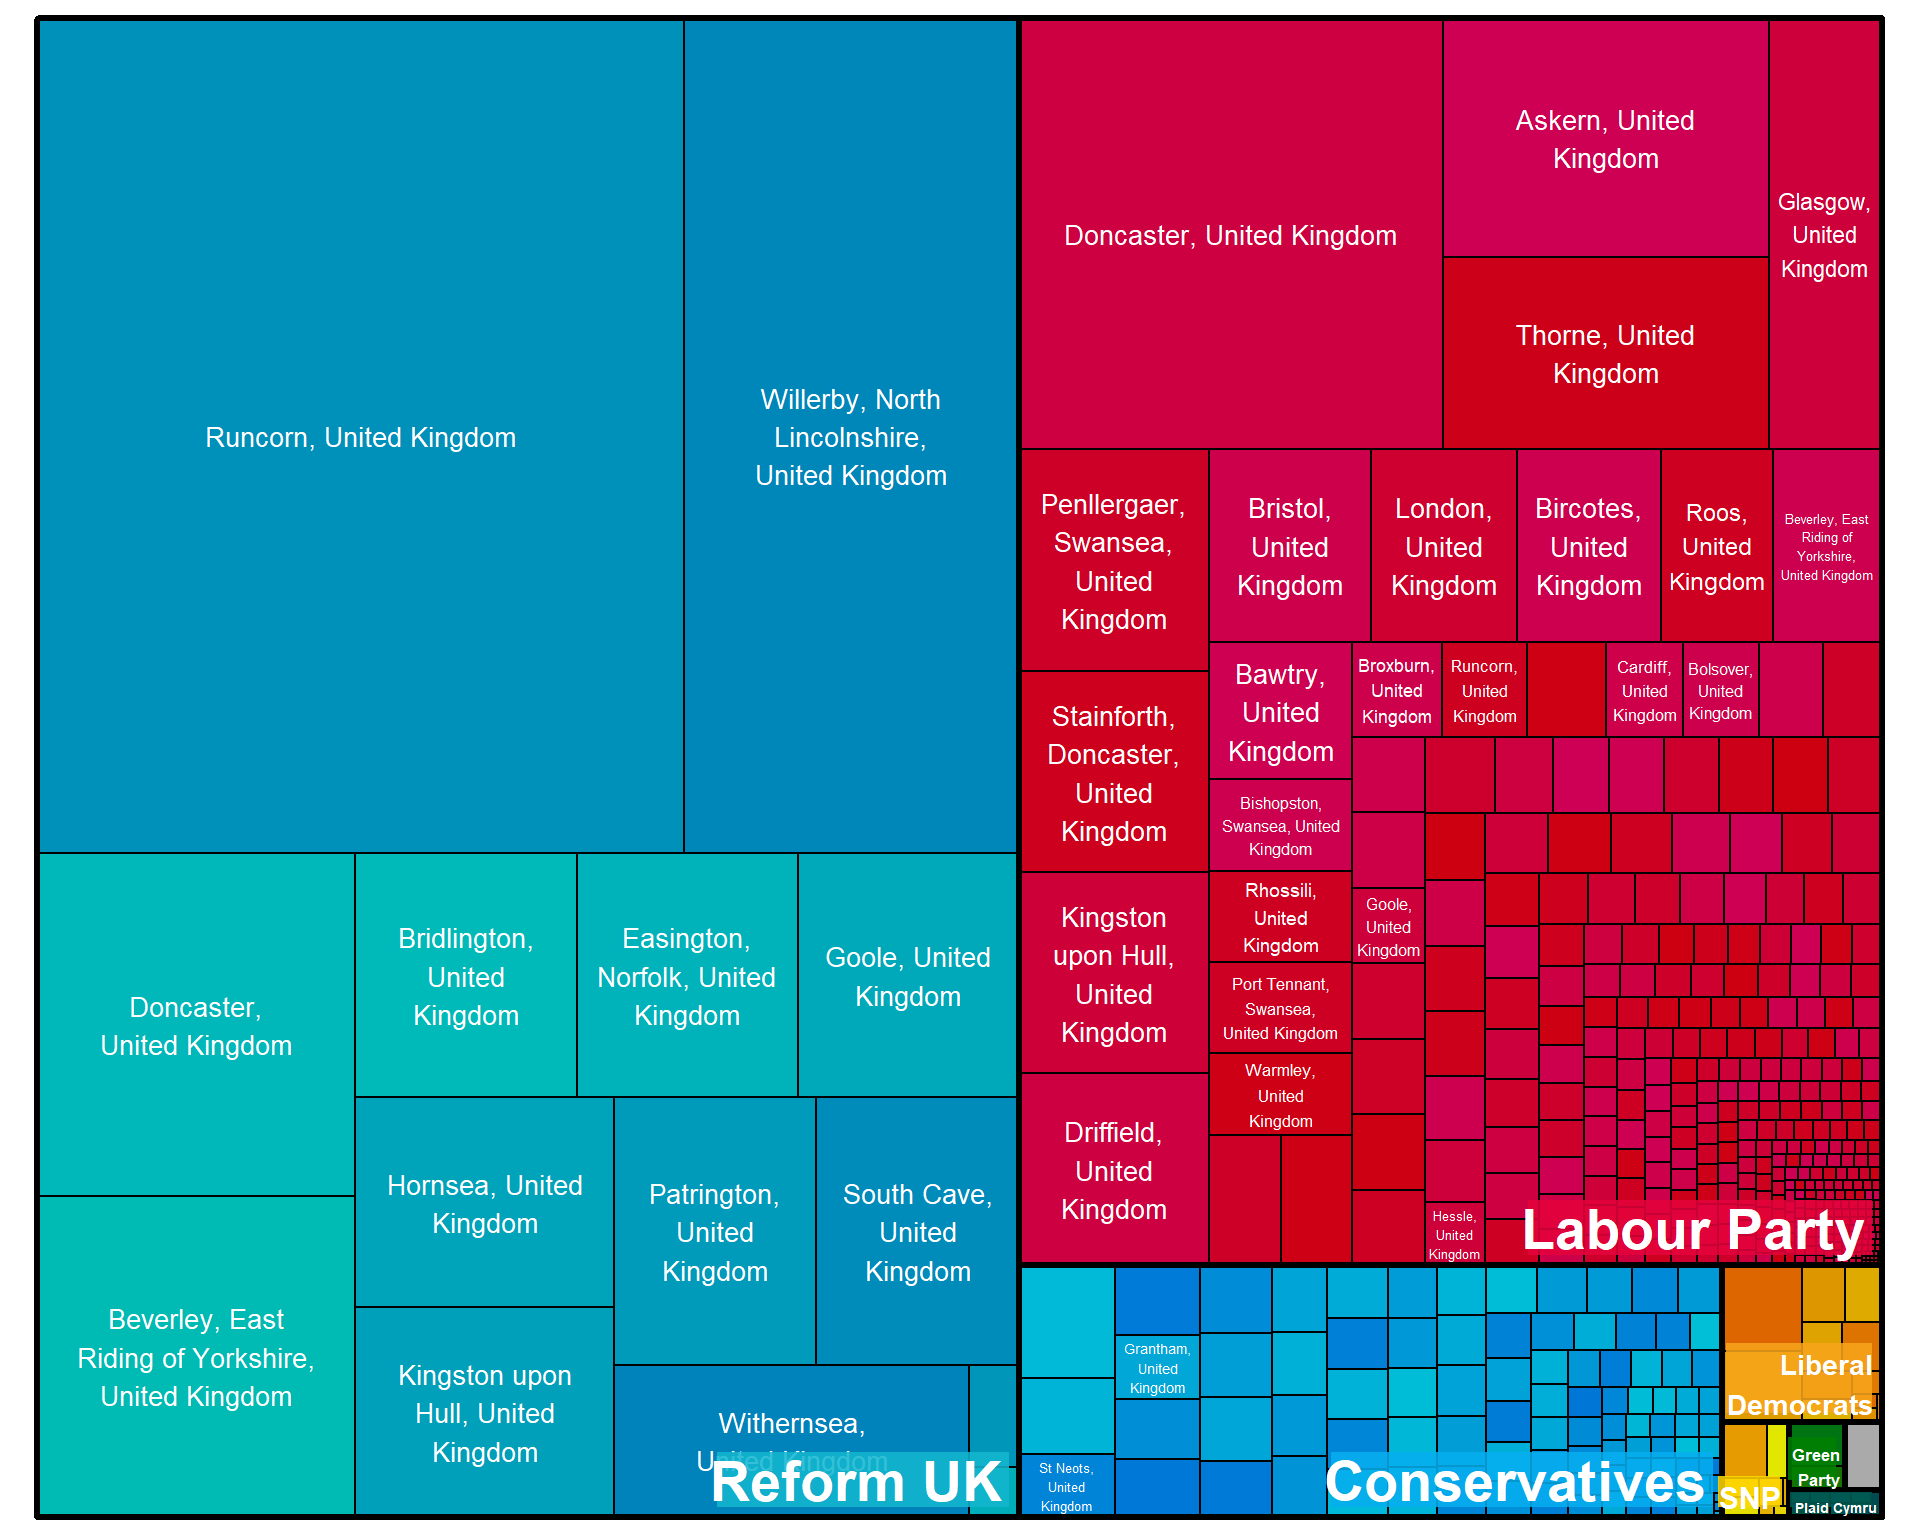 Runcorn, United Kingdom
Willerby, North
Lincolnshire,
United Kingdom
Doncaster,
United Kingdom
Bridlington,
United
Kingdom
Easington,
Norfolk, United
Kingdom
Goole, United
Kingdom
Beverley, East
Riding of Yorkshire,
United Kingdom
Hornsea, United
Kingdom
Patrington,
United
Kingdom
South Cave,
United
Kingdom
Kingston upon
Hull, United
Kingdom
Withernsea,
United Kingdom
Reform UK
Doncaster, United Kingdom
Askern, United
Kingdom
Thorne, United
Kingdom
Glasgow,
United
Kingdom
Penllergaer,
Swansea,
United
Kingdom
Bristol,
United
Kingdom
London,
United
Kingdom
Bircotes,
United
Kingdom
Roos,
United
Kingdom
Beverley, East
Riding of
Yorkshire,
United Kingdom
Stainforth,
Doncaster,
United
Kingdom
Bawtry,
United
Kingdom
Broxburn,
United
Kingdom
Runcorn,
United
Kingdom
Cardiff,
United
Kingdom
Bolsover,
United
Kingdom
Bishopston,
Swansea, United
Kingdom
Kingston
upon Hull,
United
Kingdom
Rhossili,
United
Kingdom
Goole,
United
Kingdom
Port Tennant,
Swansea,
United Kingdom
Warmley,
United
Kingdom
Driffield,
United
Kingdom
Hessle,
United
Kingdom
Labour Party
Grantham,
United
Kingdom
St Neots,
United
Kingdom
Conservatives
Liberal
Democrats
SNP
Green
Party
Plaid Cymru